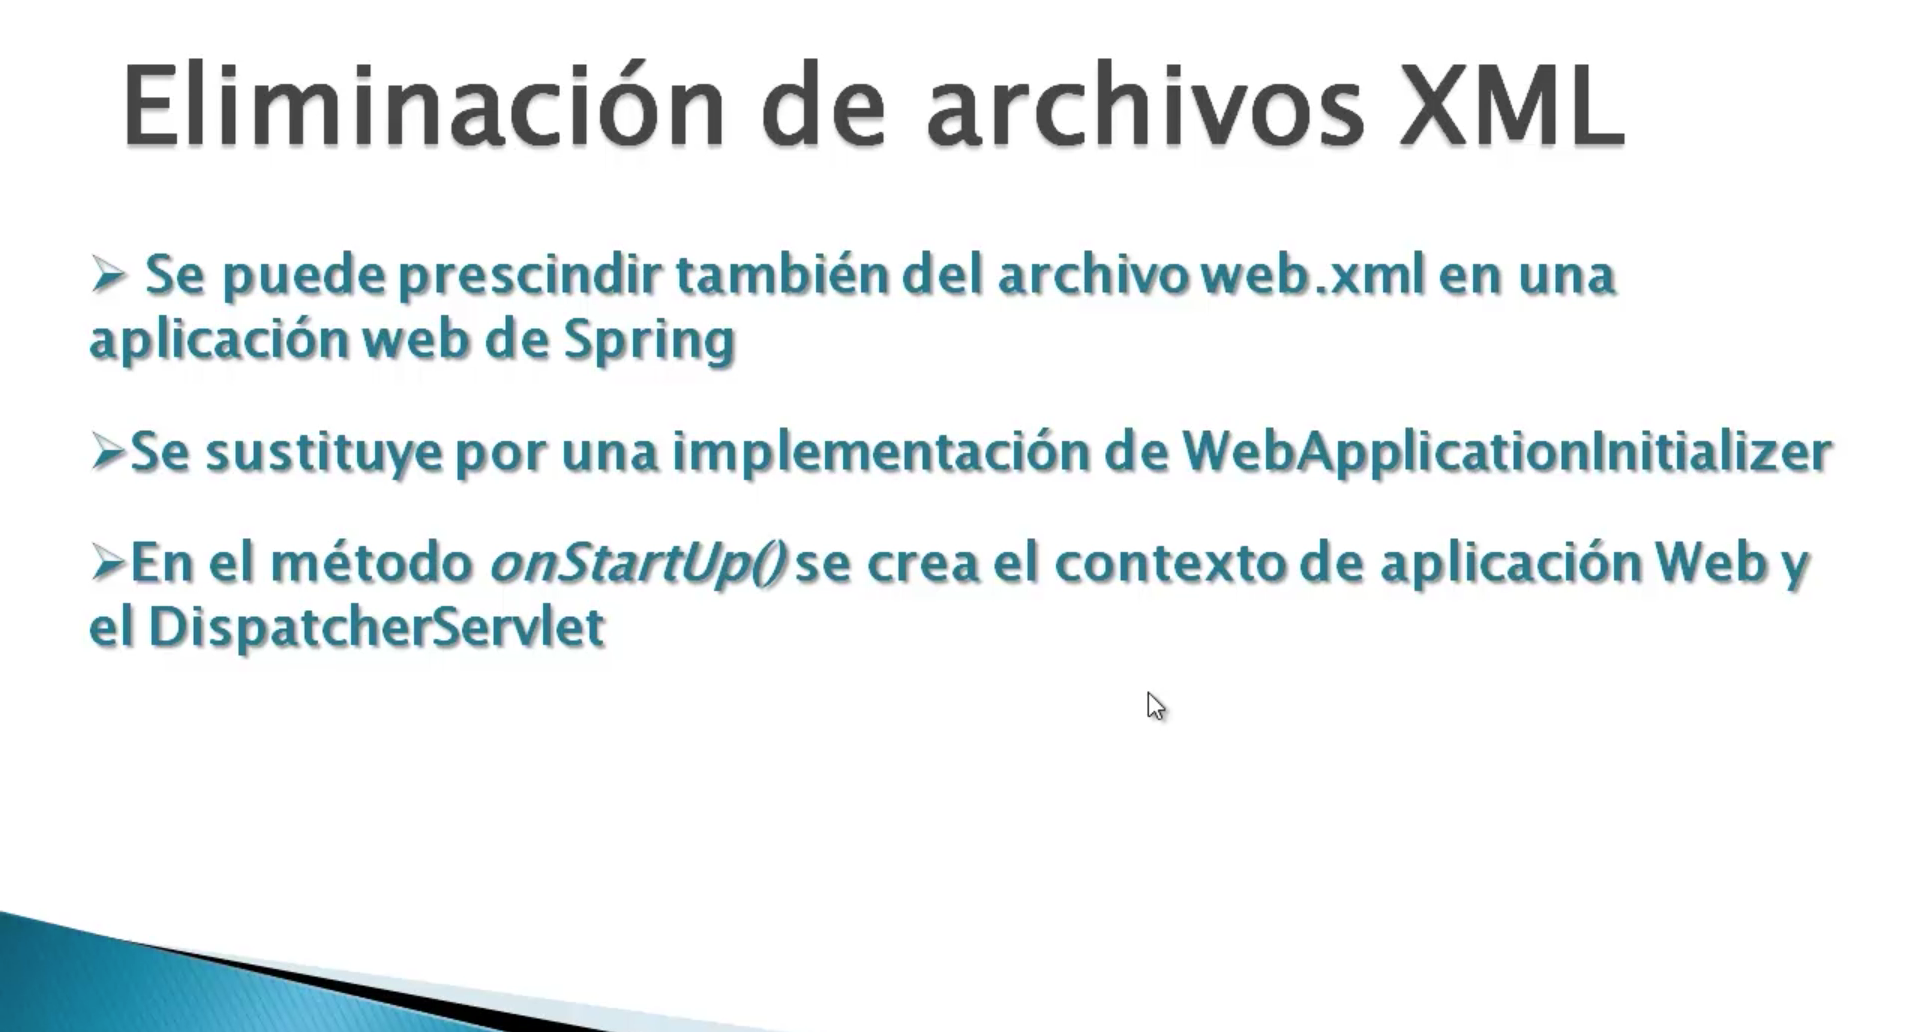 Eliminación de archivos XML
➢ Se puede prescindir también del archivo web.xml en una
aplicación web de Spring
➢Se sustituye por una implementación de WebApplicationInitializer
➢En el método onStartUp() se crea el contexto de aplicación Web y
el DispatcherServlet